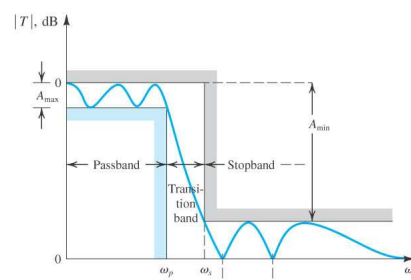 |T|, dB
0
A_max
A_min
Passband
Stopband
Transi-
tion
band
0
ω_p
ω_s
ω